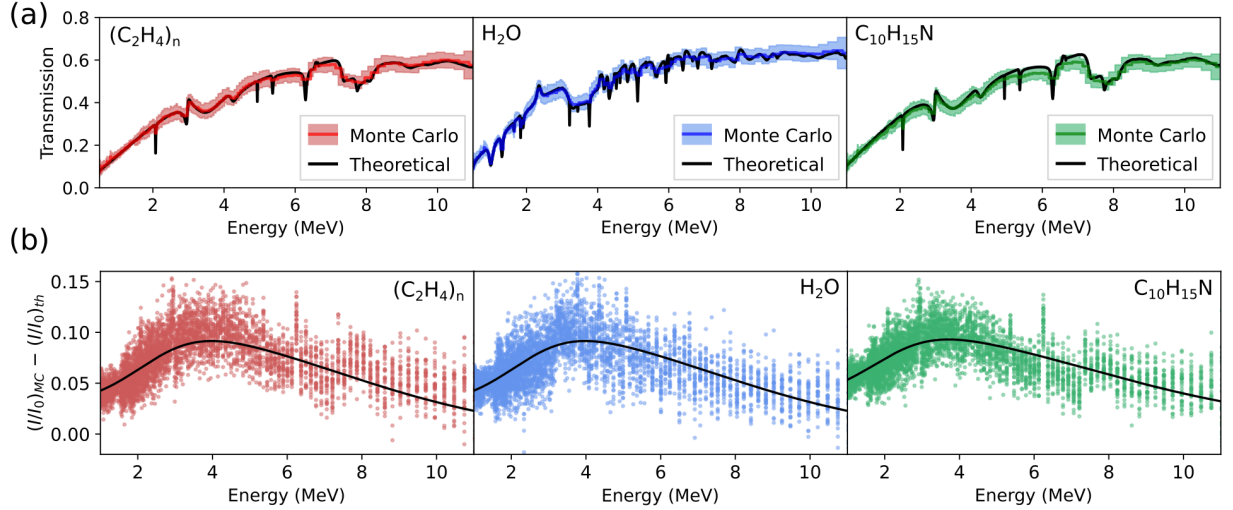 (a)
(C₂H₄)ₙ
H₂O
C₁₀H₁₅N
Transmission
0.8
0.6
0.4
0.2
0.0
Monte Carlo
Theoretical
Monte Carlo
Theoretical
Monte Carlo
Theoretical
2 4 6 8 10
2 4 6 8 10
2 4 6 8 10
Energy (MeV)
Energy (MeV)
Energy (MeV)
(b)
(C₂H₄)ₙ
H₂O
C₁₀H₁₅N
(I/I₀)MC − (I/I₀)th
0.15
0.10
0.05
0.00
2 4 6 8 10
2 4 6 8 10
2 4 6 8 10
Energy (MeV)
Energy (MeV)
Energy (MeV)